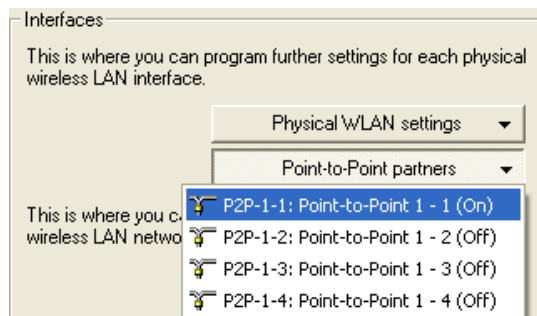 Interfaces
This is where you can program further settings for each physical
wireless LAN interface.
Physical WLAN settings
Point-to-Point partners
P2P-1-1: Point-to-Point 1 - 1 (On)
This is where you
P2P-1-2: Point-to-Point 1 - 2 (Off)
wireless LAN
P2P-1-3: Point-to-Point 1 - 3 (Off)
P2P-1-4: Point-to-Point 1 - 4 (Off)